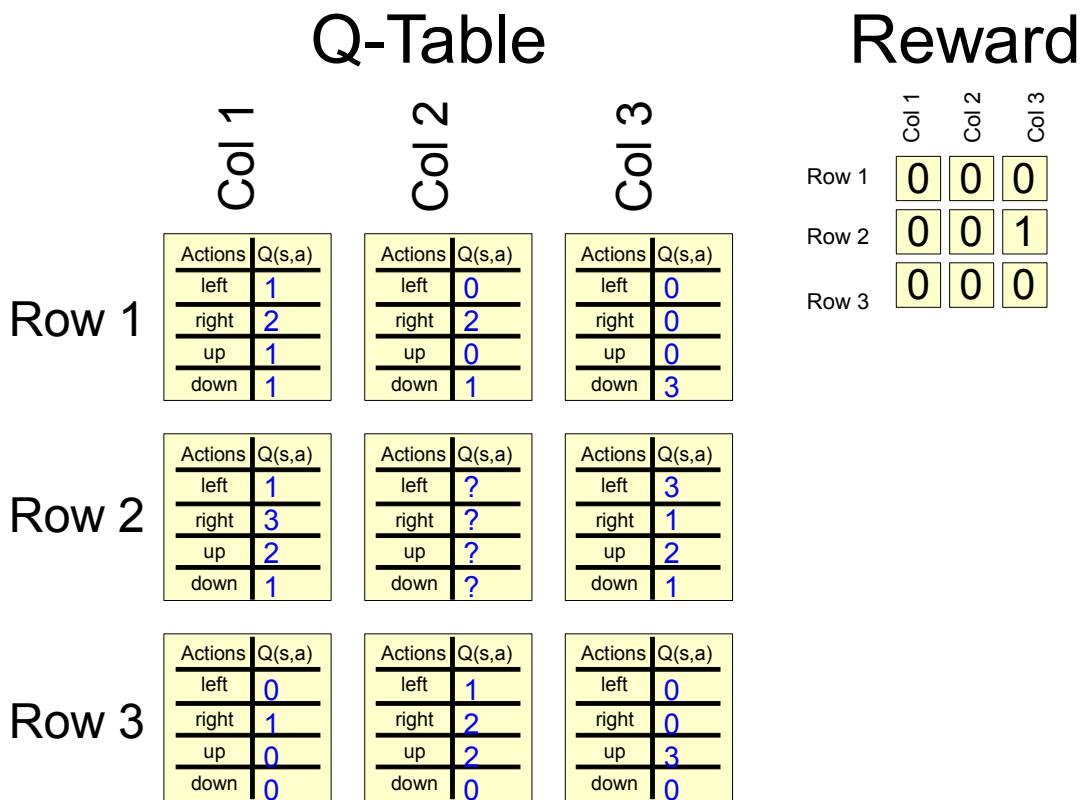 Q-Table
Reward
Col 1 Col 2 Col 3
Col 1 Col 2 Col 3
Row 1 0 0 0
Row 2 0 0 1
Row 3 0 0 0
Row 1
Actions Q(s,a) Actions Q(s,a) Actions Q(s,a)
left 1 left 0 left 0
right 2 right 2 right 0
up 1 up 0 up 0
down 1 down 1 down 3
Row 2
Actions Q(s,a) Actions Q(s,a) Actions Q(s,a)
left 1 left ? left 3
right 3 right ? right 1
up 2 up ? up 2
down 1 down ? down 1
Row 3
Actions Q(s,a) Actions Q(s,a) Actions Q(s,a)
left 0 left 1 left 0
right 1 right 2 right 0
up 0 up 2 up 3
down 0 down 0 down 0